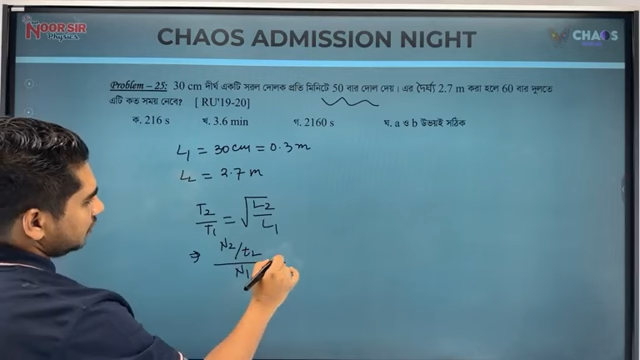 NOOR SIR
Physics
CHAOS ADMISSION NIGHT
CHAOS
Problem – 25: 30 cm দীর্ঘ একটি সরল দোলক প্রতি মিনিটে 50 বার দোল দেয়। এর দৈর্ঘ্য 2.7 m করা হলে 60 বার দুলতে
এটি কত সময় নেবে? [ RU'19-20]
ক. 216 s খ. 3.6 min গ. 2160 s ঘ. a ও b উভয়ই সঠিক
L₁ = 30cm = 0.3 m
L₂ = 2.7 m
T₂/T₁ = √(L₂/L₁)
⇒ N₂/t₂
N₁